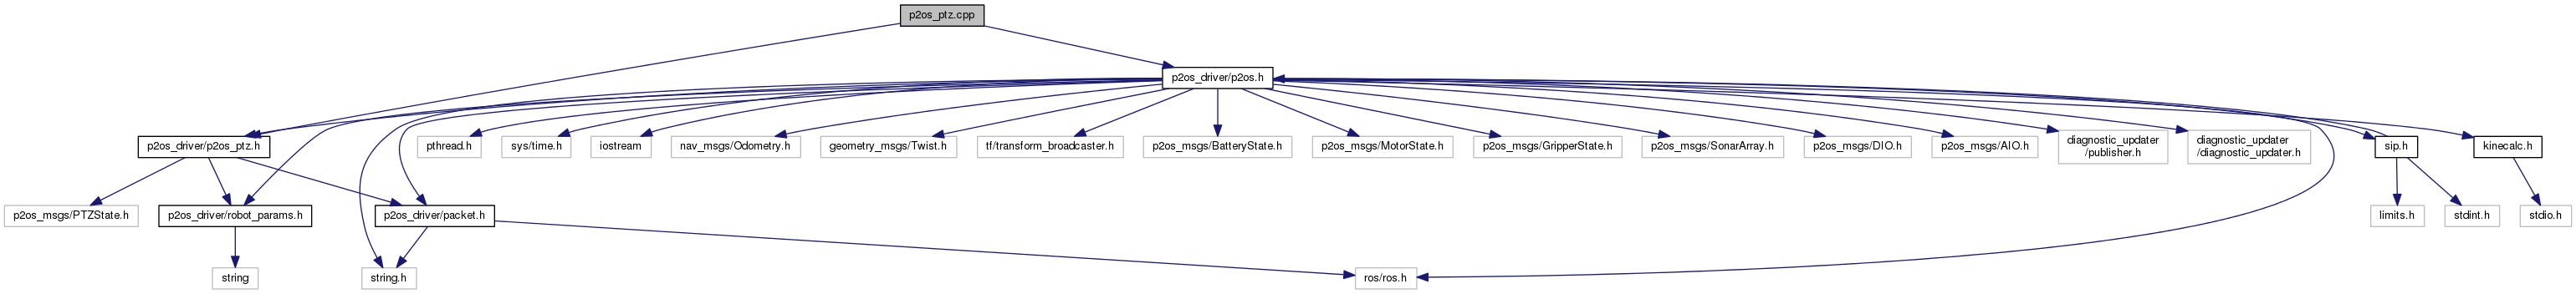 p2os_ptz.cpp
p2os_driver/p2os.h
p2os_driver/p2os_ptz.h
pthread.h
sys/time.h
iostream
nav_msgs/Odometry.h
geometry_msgs/Twist.h
tf/transform_broadcaster.h
p2os_msgs/BatteryState.h
p2os_msgs/MotorState.h
p2os_msgs/GripperState.h
p2os_msgs/SonarArray.h
p2os_msgs/DIO.h
p2os_msgs/AIO.h
diagnostic_updater
/publisher.h
diagnostic_updater
/diagnostic_updater.h
sip.h
kinecalc.h
p2os_msgs/PTZState.h
p2os_driver/robot_params.h
p2os_driver/packet.h
limits.h
stdint.h
stdio.h
string
string.h
ros/ros.h